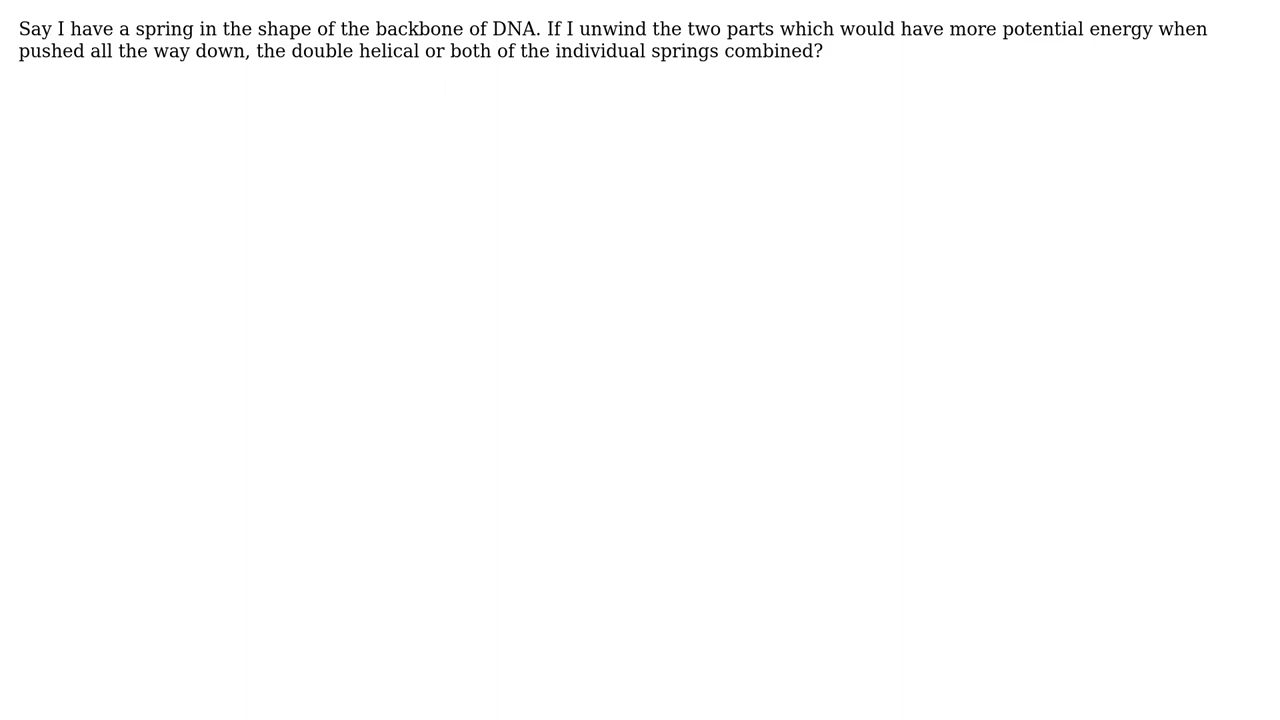 Say I have a spring in the shape of the backbone of DNA. If I unwind the two parts which would have more potential energy when
pushed all the way down, the double helical or both of the individual springs combined?